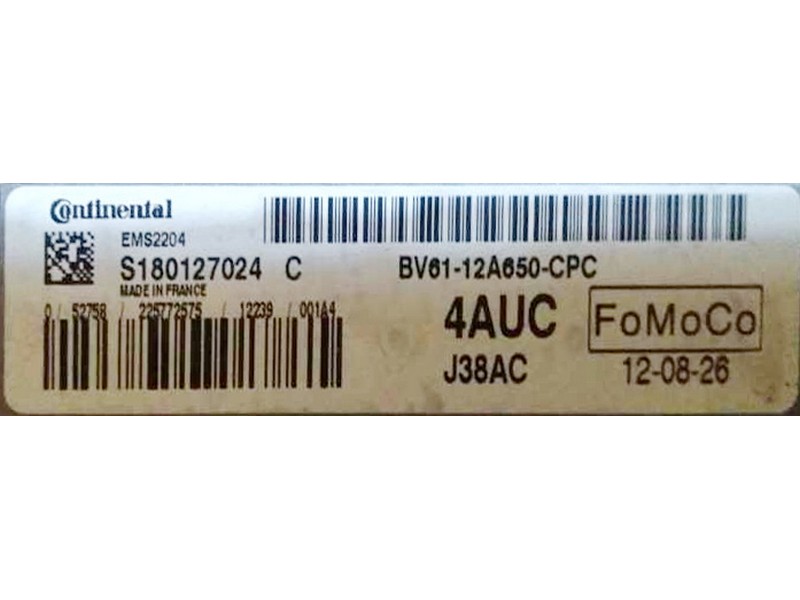 Continental
EMS2204
S180127024 C
BV61-12A650-CPC
MADE IN FRANCE
0 / 52758 / 225772575 / 12239 / 001A4
4AUC
FoMoCo
J38AC
12-08-26